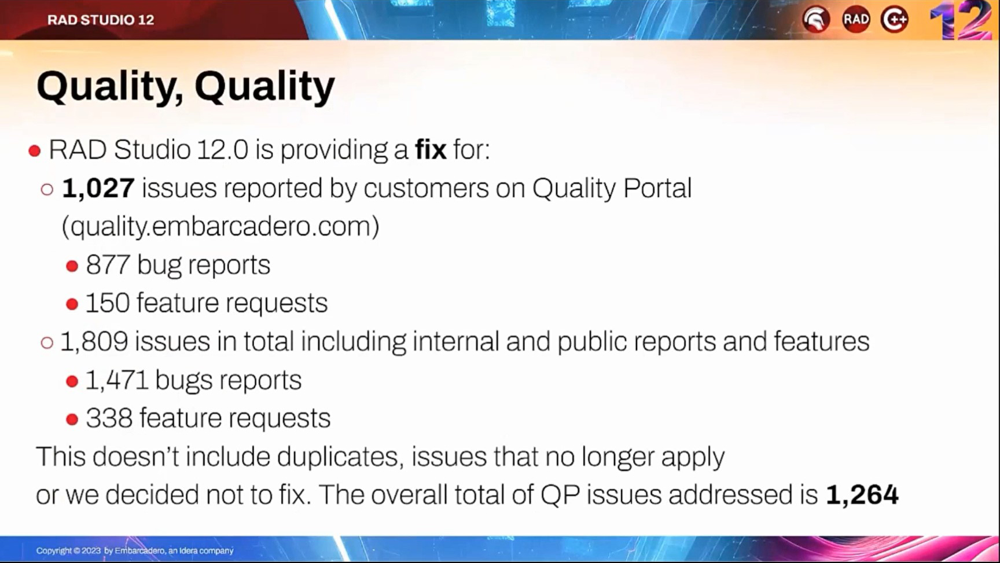 RAD STUDIO 12
RAD
C++
12
Quality, Quality
RAD Studio 12.0 is providing a fix for:
1,027 issues reported by customers on Quality Portal
(quality.embarcadero.com)
877 bug reports
150 feature requests
1,809 issues in total including internal and public reports and features
1,471 bugs reports
338 feature requests
This doesn’t include duplicates, issues that no longer apply
or we decided not to fix. The overall total of QP issues addressed is 1,264
Copyright © 2023 by Embarcadero, an Idera company